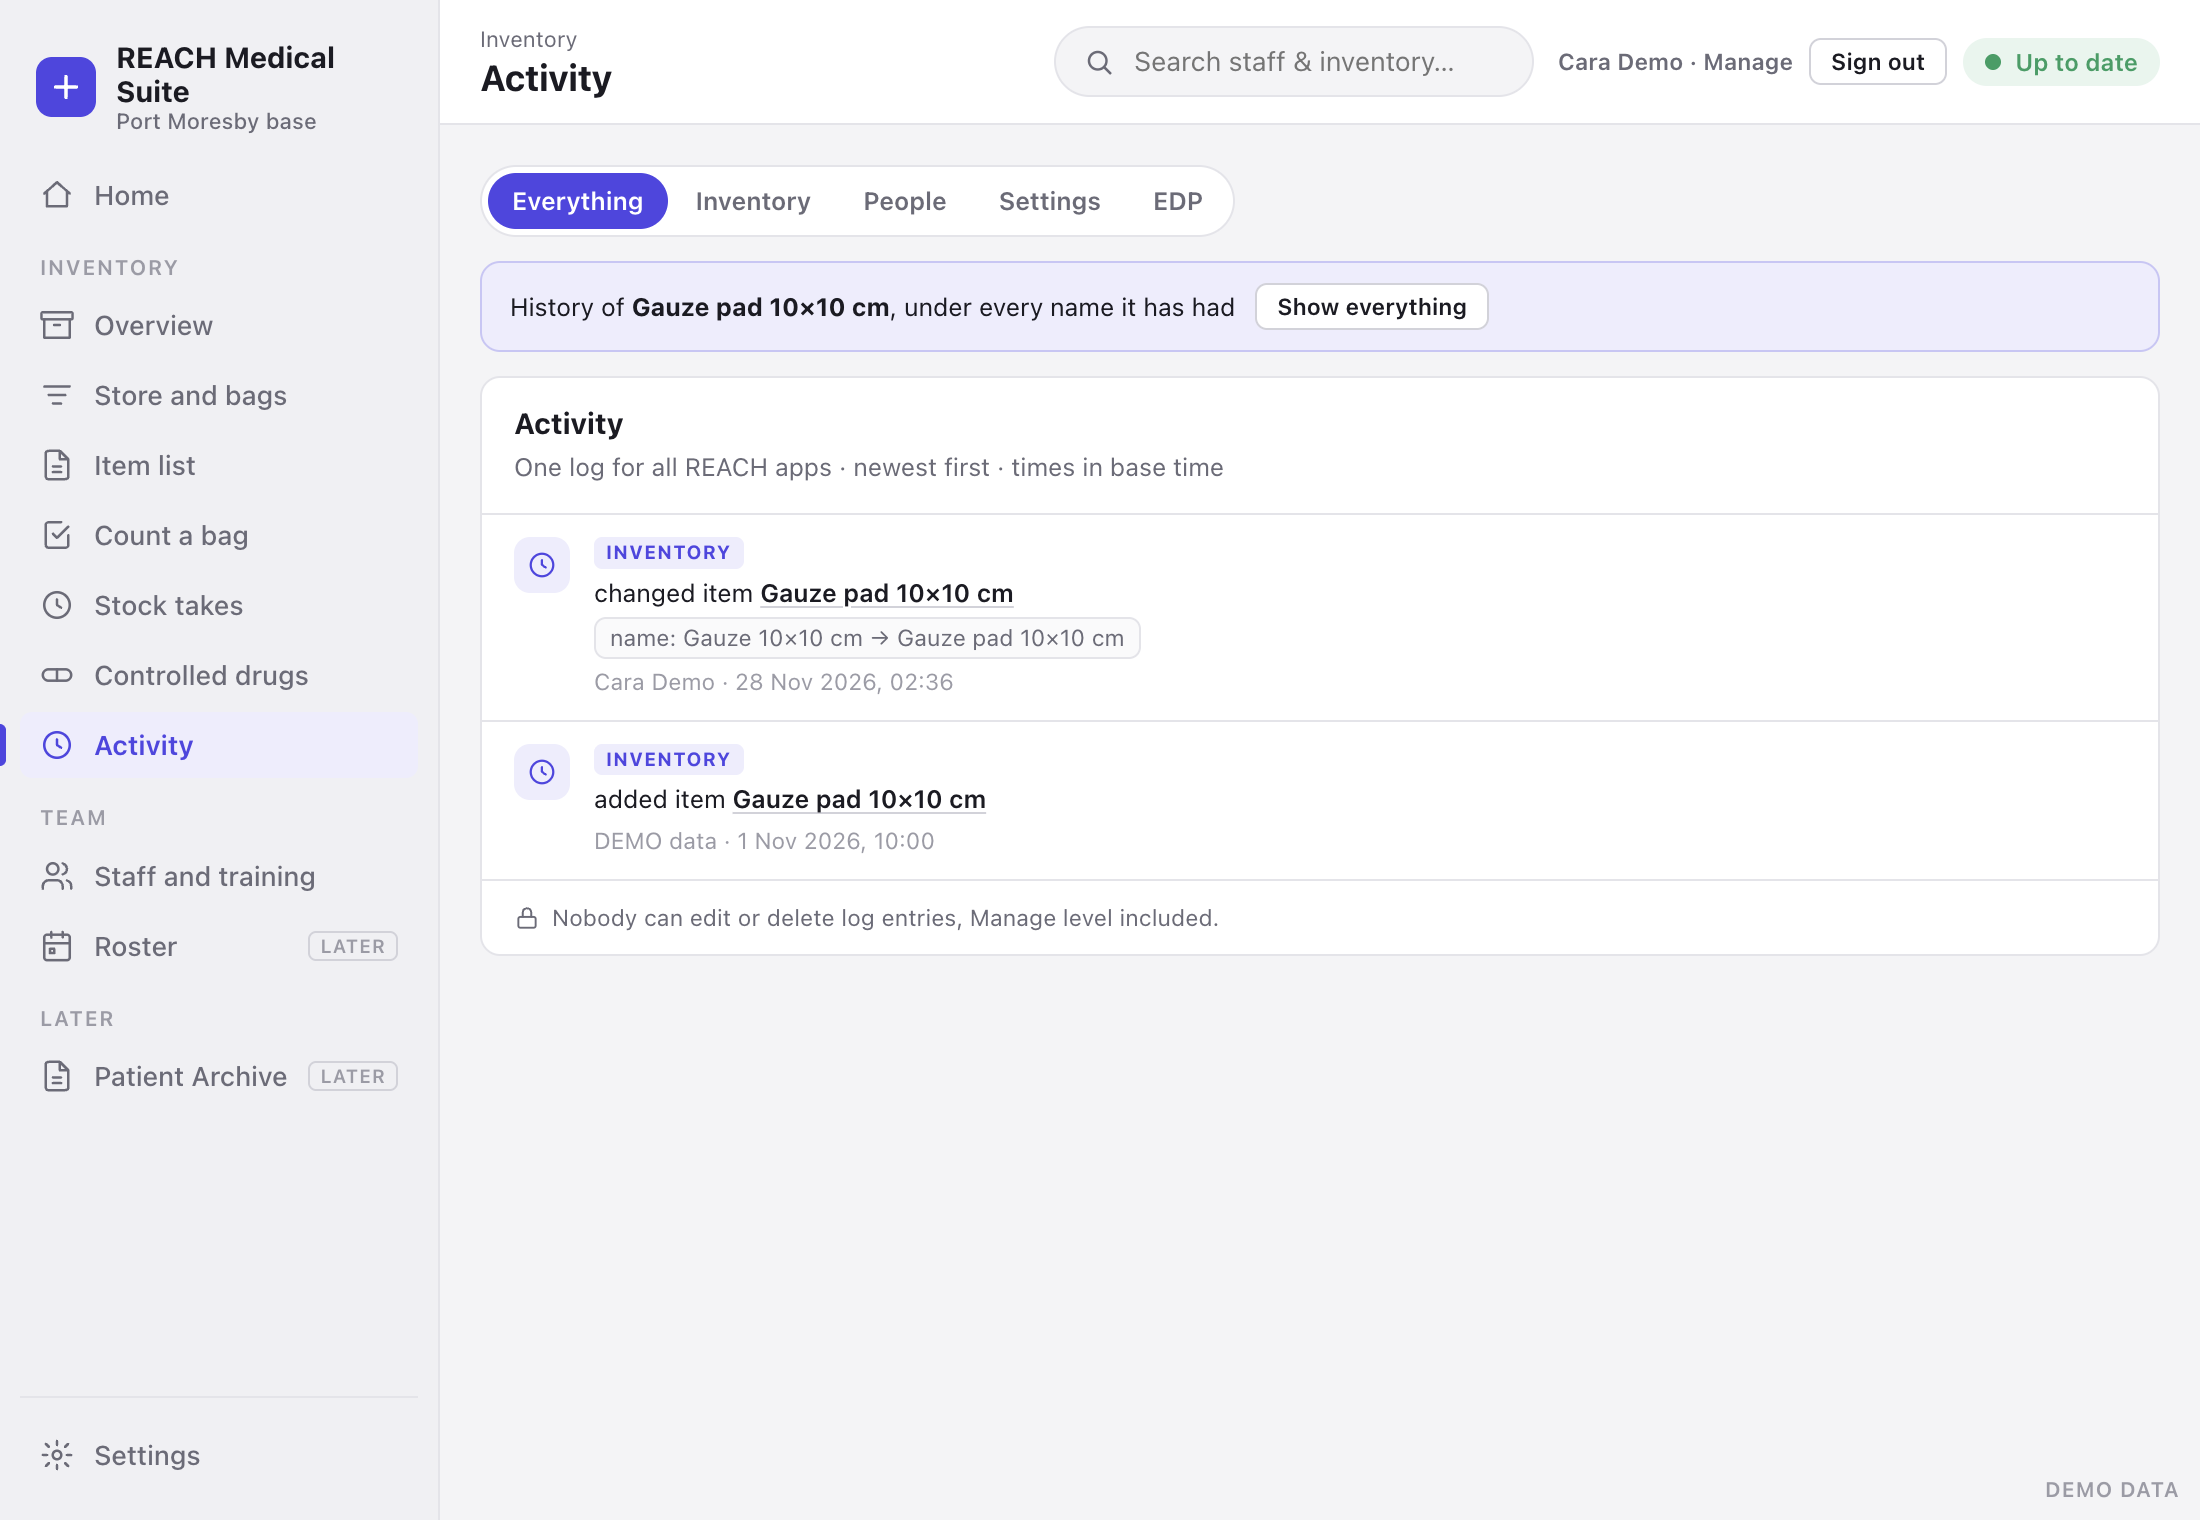 REACH Medical
Suite
Port Moresby base
Home
INVENTORY
Overview
Store and bags
Item list
Count a bag
Stock takes
Controlled drugs
Activity
TEAM
Staff and training
Roster LATER
LATER
Patient Archive LATER
Settings
Inventory
Activity
Search staff & inventory...
Cara Demo · Manage
Sign out
Up to date
Everything Inventory People Settings EDP
History of Gauze pad 10×10 cm, under every name it has had Show everything
Activity
One log for all REACH apps · newest first · times in base time
INVENTORY
changed item Gauze pad 10×10 cm
name: Gauze 10×10 cm → Gauze pad 10×10 cm
Cara Demo · 28 Nov 2026, 02:36
INVENTORY
added item Gauze pad 10×10 cm
DEMO data · 1 Nov 2026, 10:00
Nobody can edit or delete log entries, Manage level included.
DEMO DATA